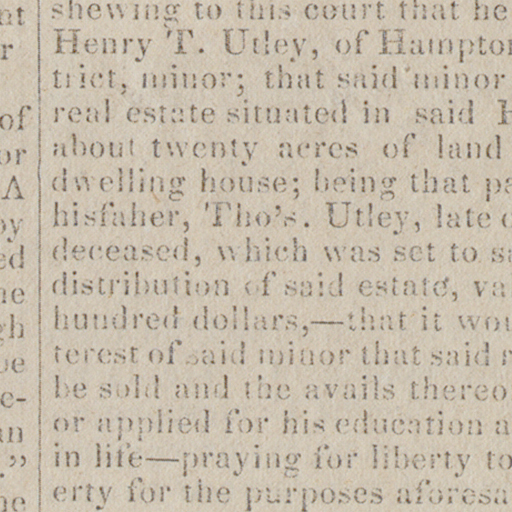 shewing to this court that he
Henry T. Utley, of Hampton
trict, minor; that said minor
real estate situated in said H
about twenty acres of land
dwelling house; being that pa
hisfaher, Tho's. Utley, late o
deceased, which was set to s
distribution of said estate, va
hundred dollars,—that it wou
terest of said minor that said r
be sold and the avails thereo
or applied for his education a
in life—praying for liberty to
erty for the purposes aforesa
nt
r
of
or
A
by
ed
he
gh
be
e-
an
"
he